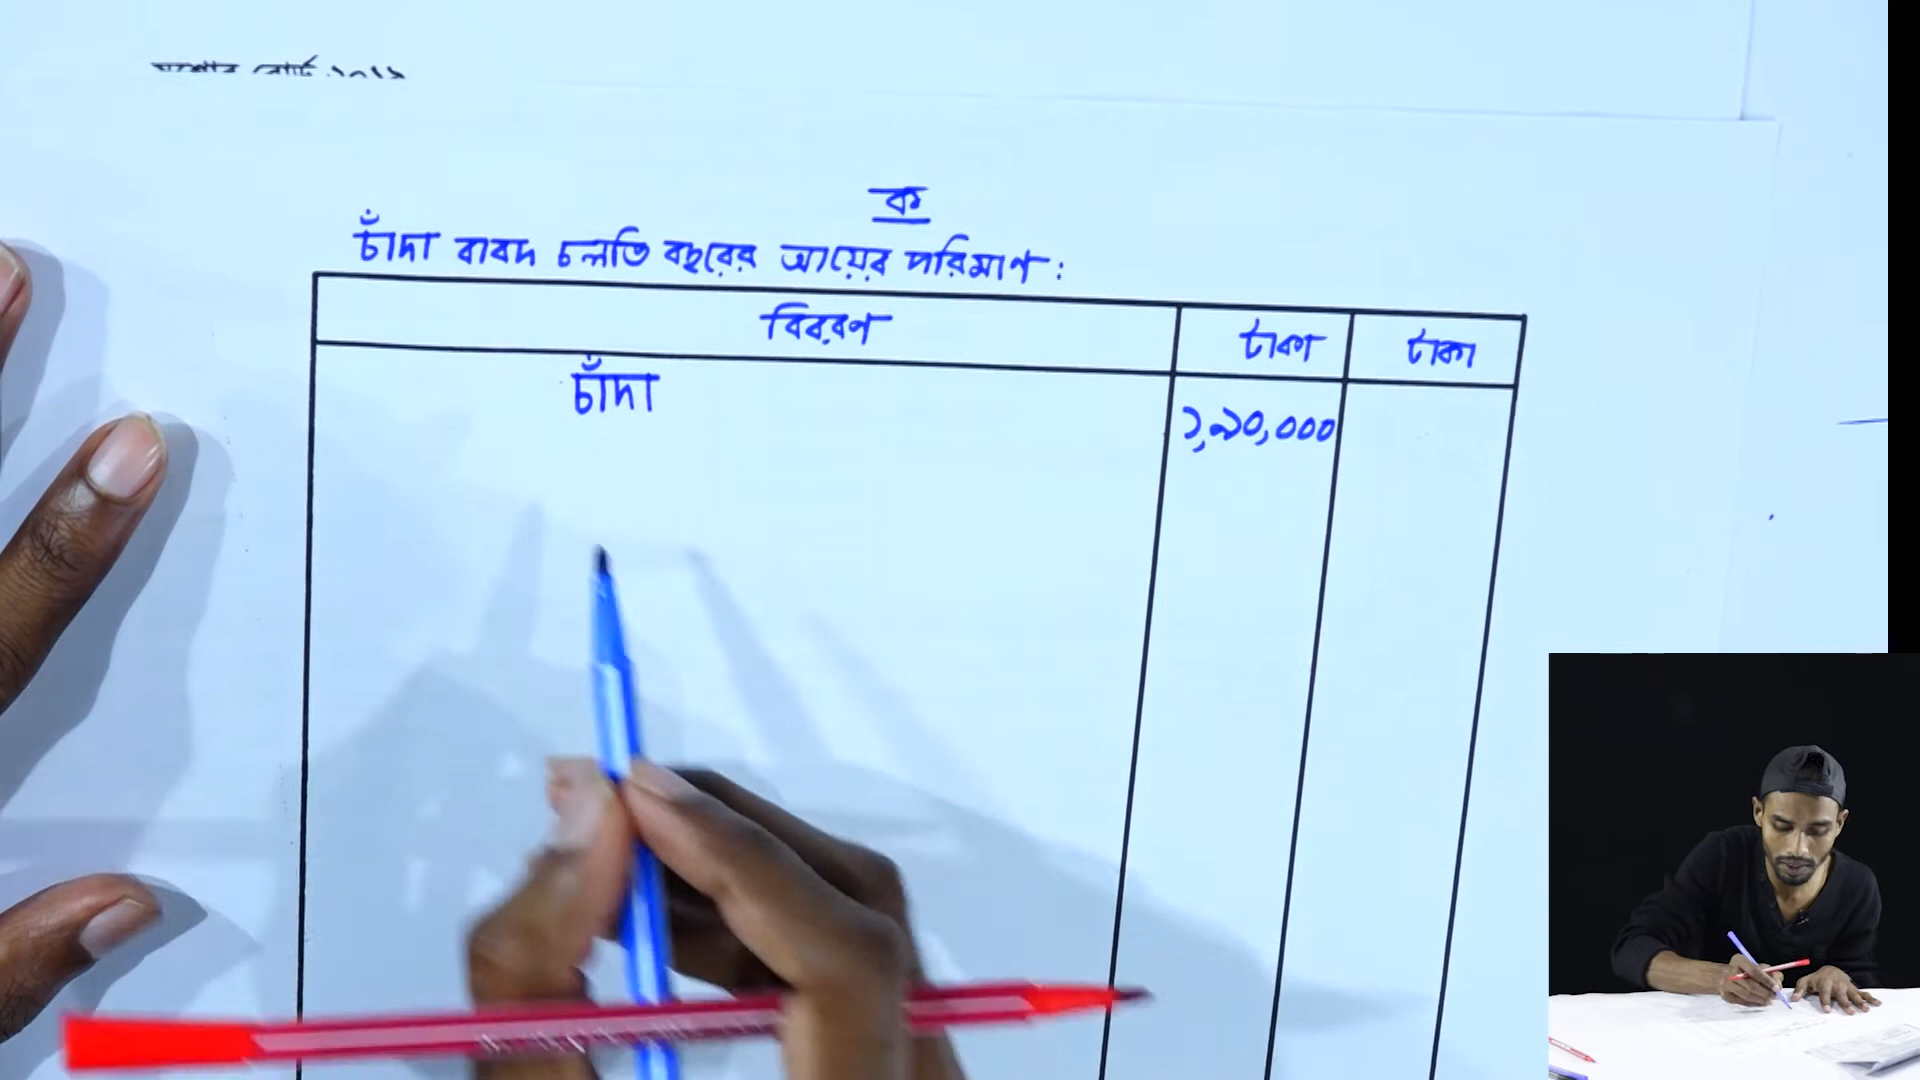 ক
চাঁদা বাবদ চলতি বছরের আয়ের পরিমাণ :
বিবরণ টাকা টাকা
চাঁদা ১,৯০,০০০